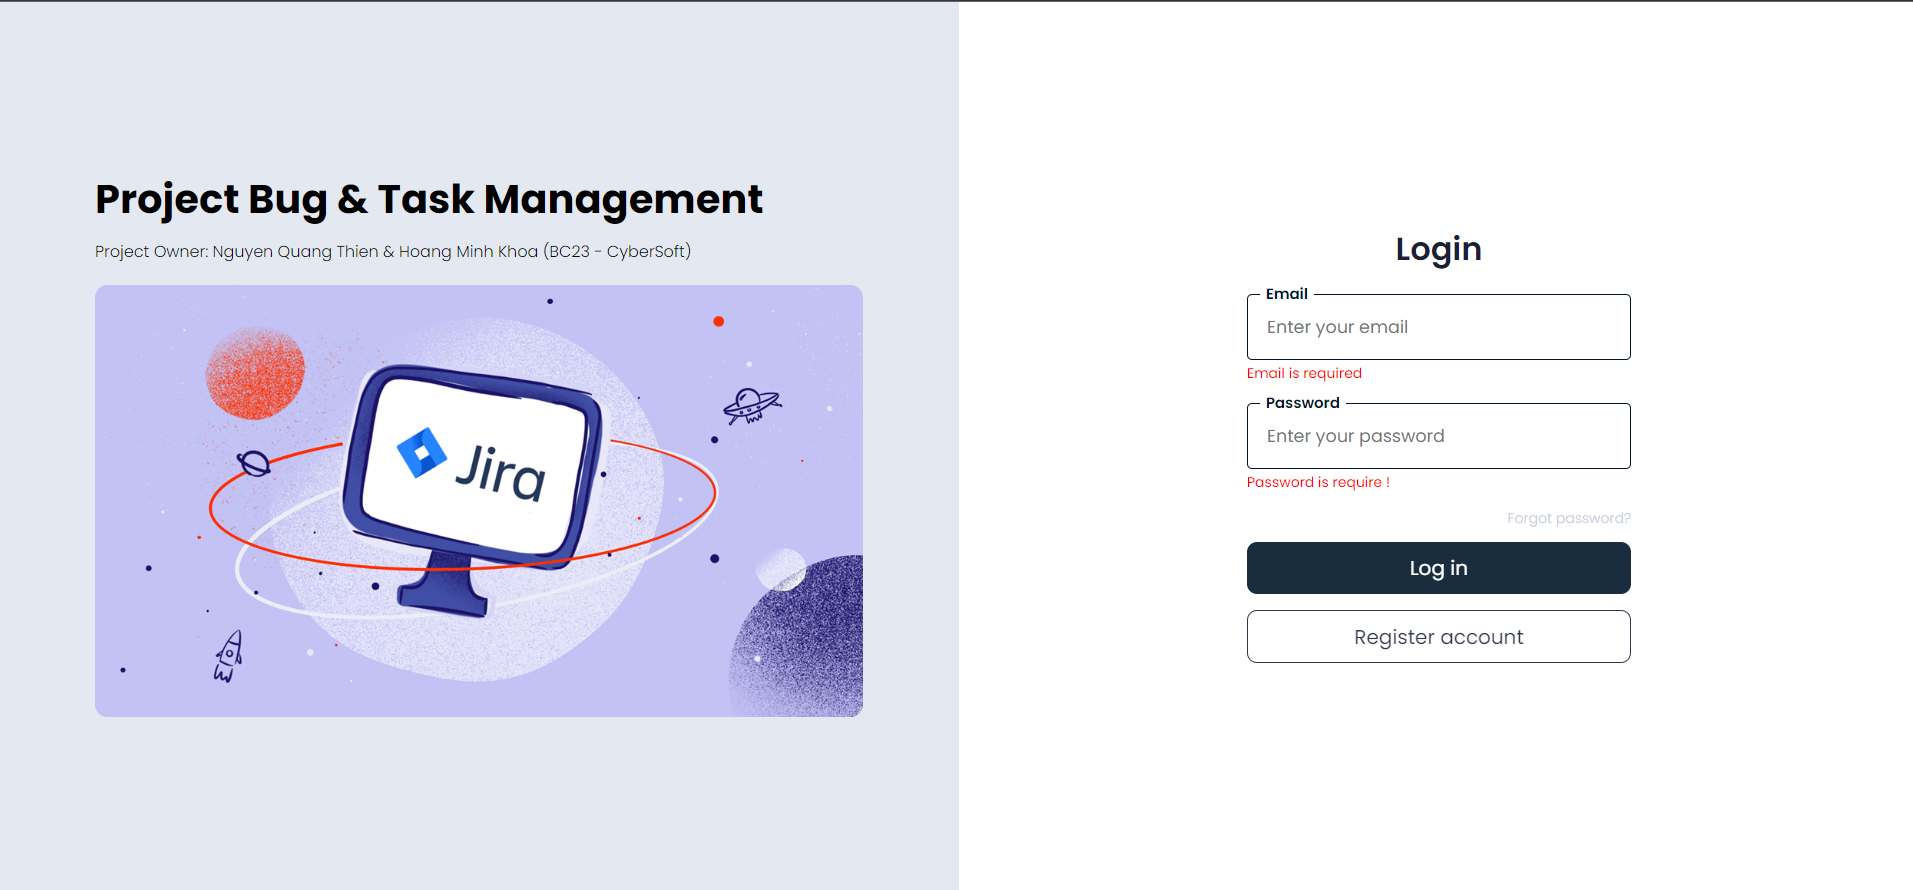 Project Bug & Task Management
Project Owner: Nguyen Quang Thien & Hoang Minh Khoa (BC23 - CyberSoft)
Jira
Login
Email
Enter your email
Email is required
Password
Enter your password
Password is require !
Forgot password?
Log in
Register account